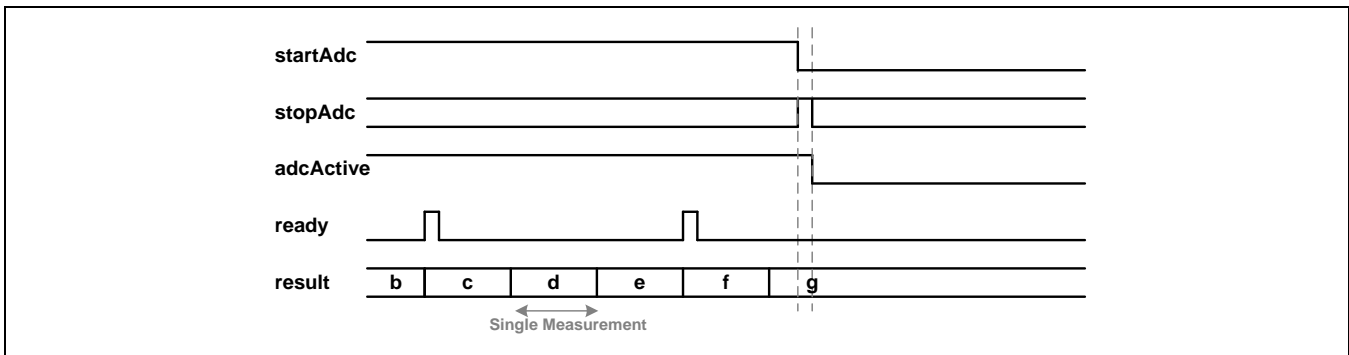 startAdc
stopAdc
adcActive
ready
result b c d e f g
Single Measurement